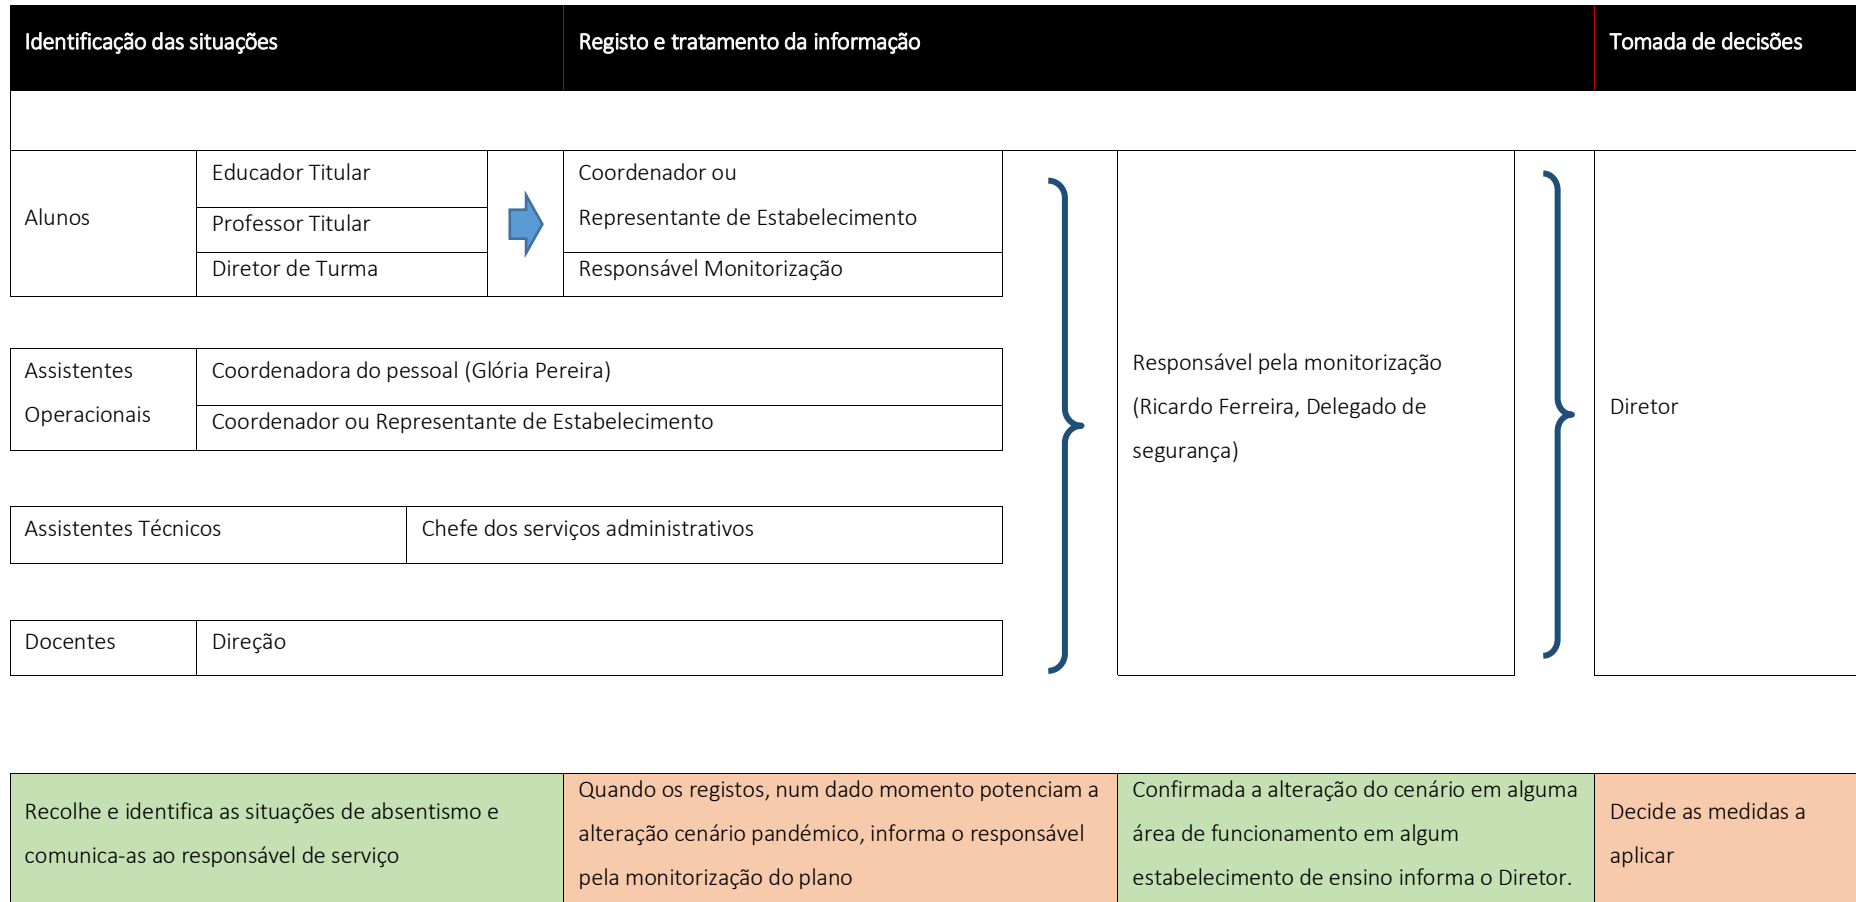 Identificação das situações
Registo e tratamento da informação
Tomada de decisões
Alunos
Educador Titular
Professor Titular
Diretor de Turma
Coordenador ou
Representante de Estabelecimento
Responsável Monitorização
Assistentes
Operacionais
Coordenadora do pessoal (Glória Pereira)
Coordenador ou Representante de Estabelecimento
Assistentes Técnicos
Chefe dos serviços administrativos
Docentes
Direção
Responsável pela monitorização
(Ricardo Ferreira, Delegado de
segurança)
Diretor
Recolhe e identifica as situações de absentismo e
comunica-as ao responsável de serviço
Quando os registos, num dado momento potenciam a
alteração cenário pandémico, informa o responsável
pela monitorização do plano
Confirmada a alteração do cenário em alguma
área de funcionamento em algum
estabelecimento de ensino informa o Diretor.
Decide as medidas a
aplicar